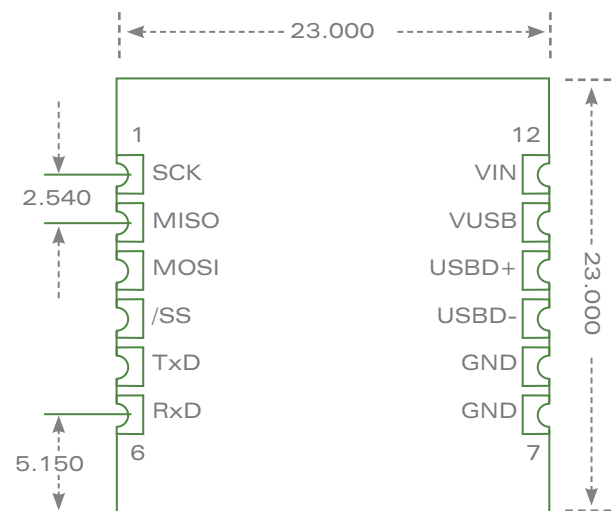 23.000
1 12
SCK VIN
2.540
MISO VUSB
MOSI USBD+
23.000
/SS USBD-
TxD GND
RxD GND
6 7
5.150